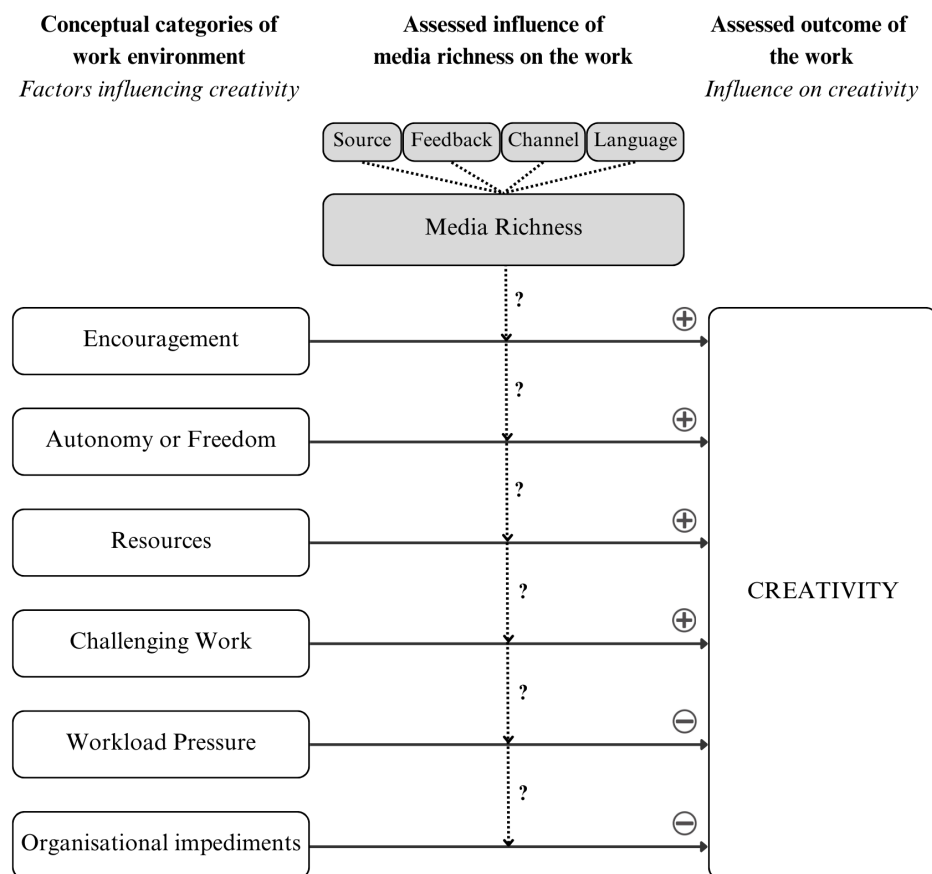 Conceptual categories of
work environment
Factors influencing creativity
Assessed influence of
media richness on the work
Assessed outcome of
the work
Influence on creativity
Source
Feedback
Channel
Language
Media Richness
?
Encouragement
+
?
Autonomy or Freedom
+
?
Resources
+
CREATIVITY
?
Challenging Work
+
?
Workload Pressure
−
?
Organisational impediments
−